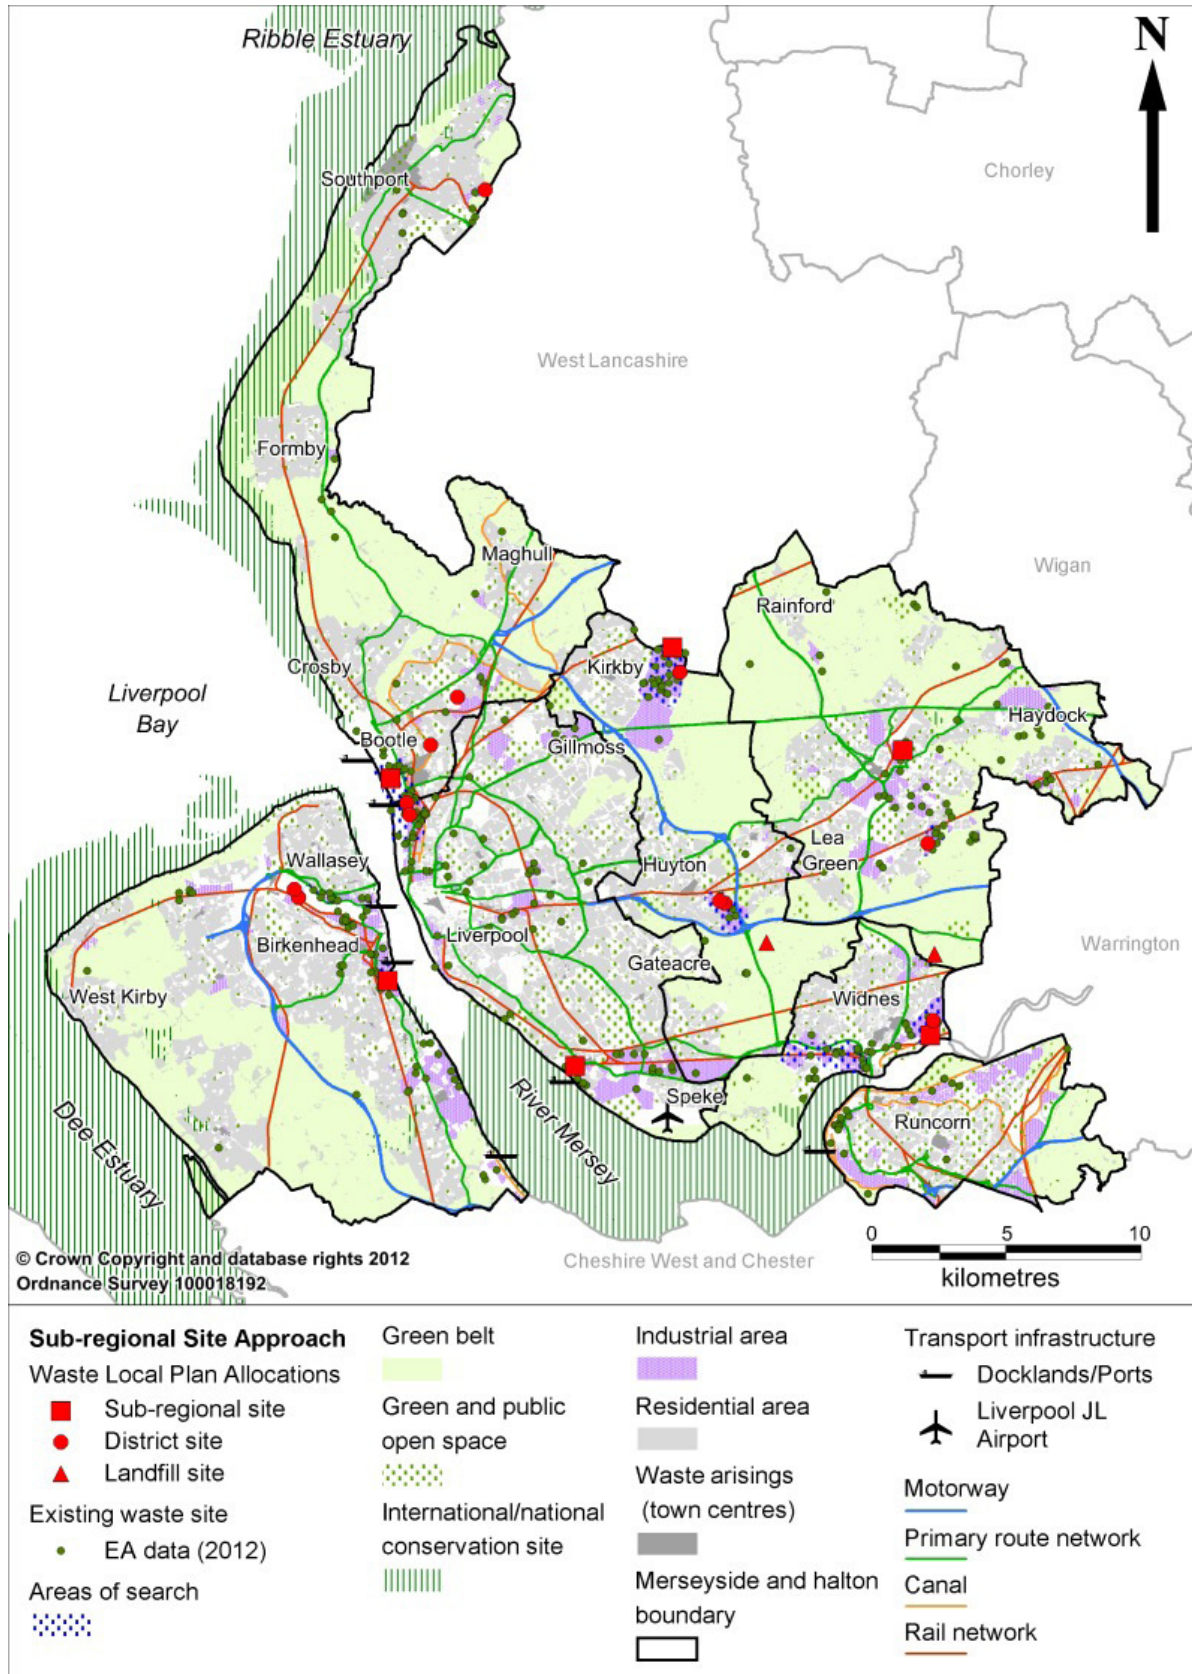 Ribble Estuary
N
Chorley
Southport
West Lancashire
Formby
Maghull
Wigan
Rainford
Crosby
Kirkby
Liverpool
Bay
Haydock
Bootle
Gillmoss
Wallasey
Lea
Green
Huyton
Birkenhead
Liverpool
Gateacre
Warrington
West Kirby
Widnes
Speke
River Mersey
Runcorn
Dee Estuary
© Crown Copyright and database rights 2012
Ordnance Survey 100018192
Cheshire West and Chester
0 5 10
kilometres
Sub-regional Site Approach
Waste Local Plan Allocations
Sub-regional site
District site
Landfill site
Existing waste site
EA data (2012)
Areas of search
Green belt
Green and public
open space
International/national
conservation site
Industrial area
Residential area
Waste arisings
(town centres)
Merseyside and halton
boundary
Transport infrastructure
Docklands/Ports
Liverpool JL
Airport
Motorway
Primary route network
Canal
Rail network